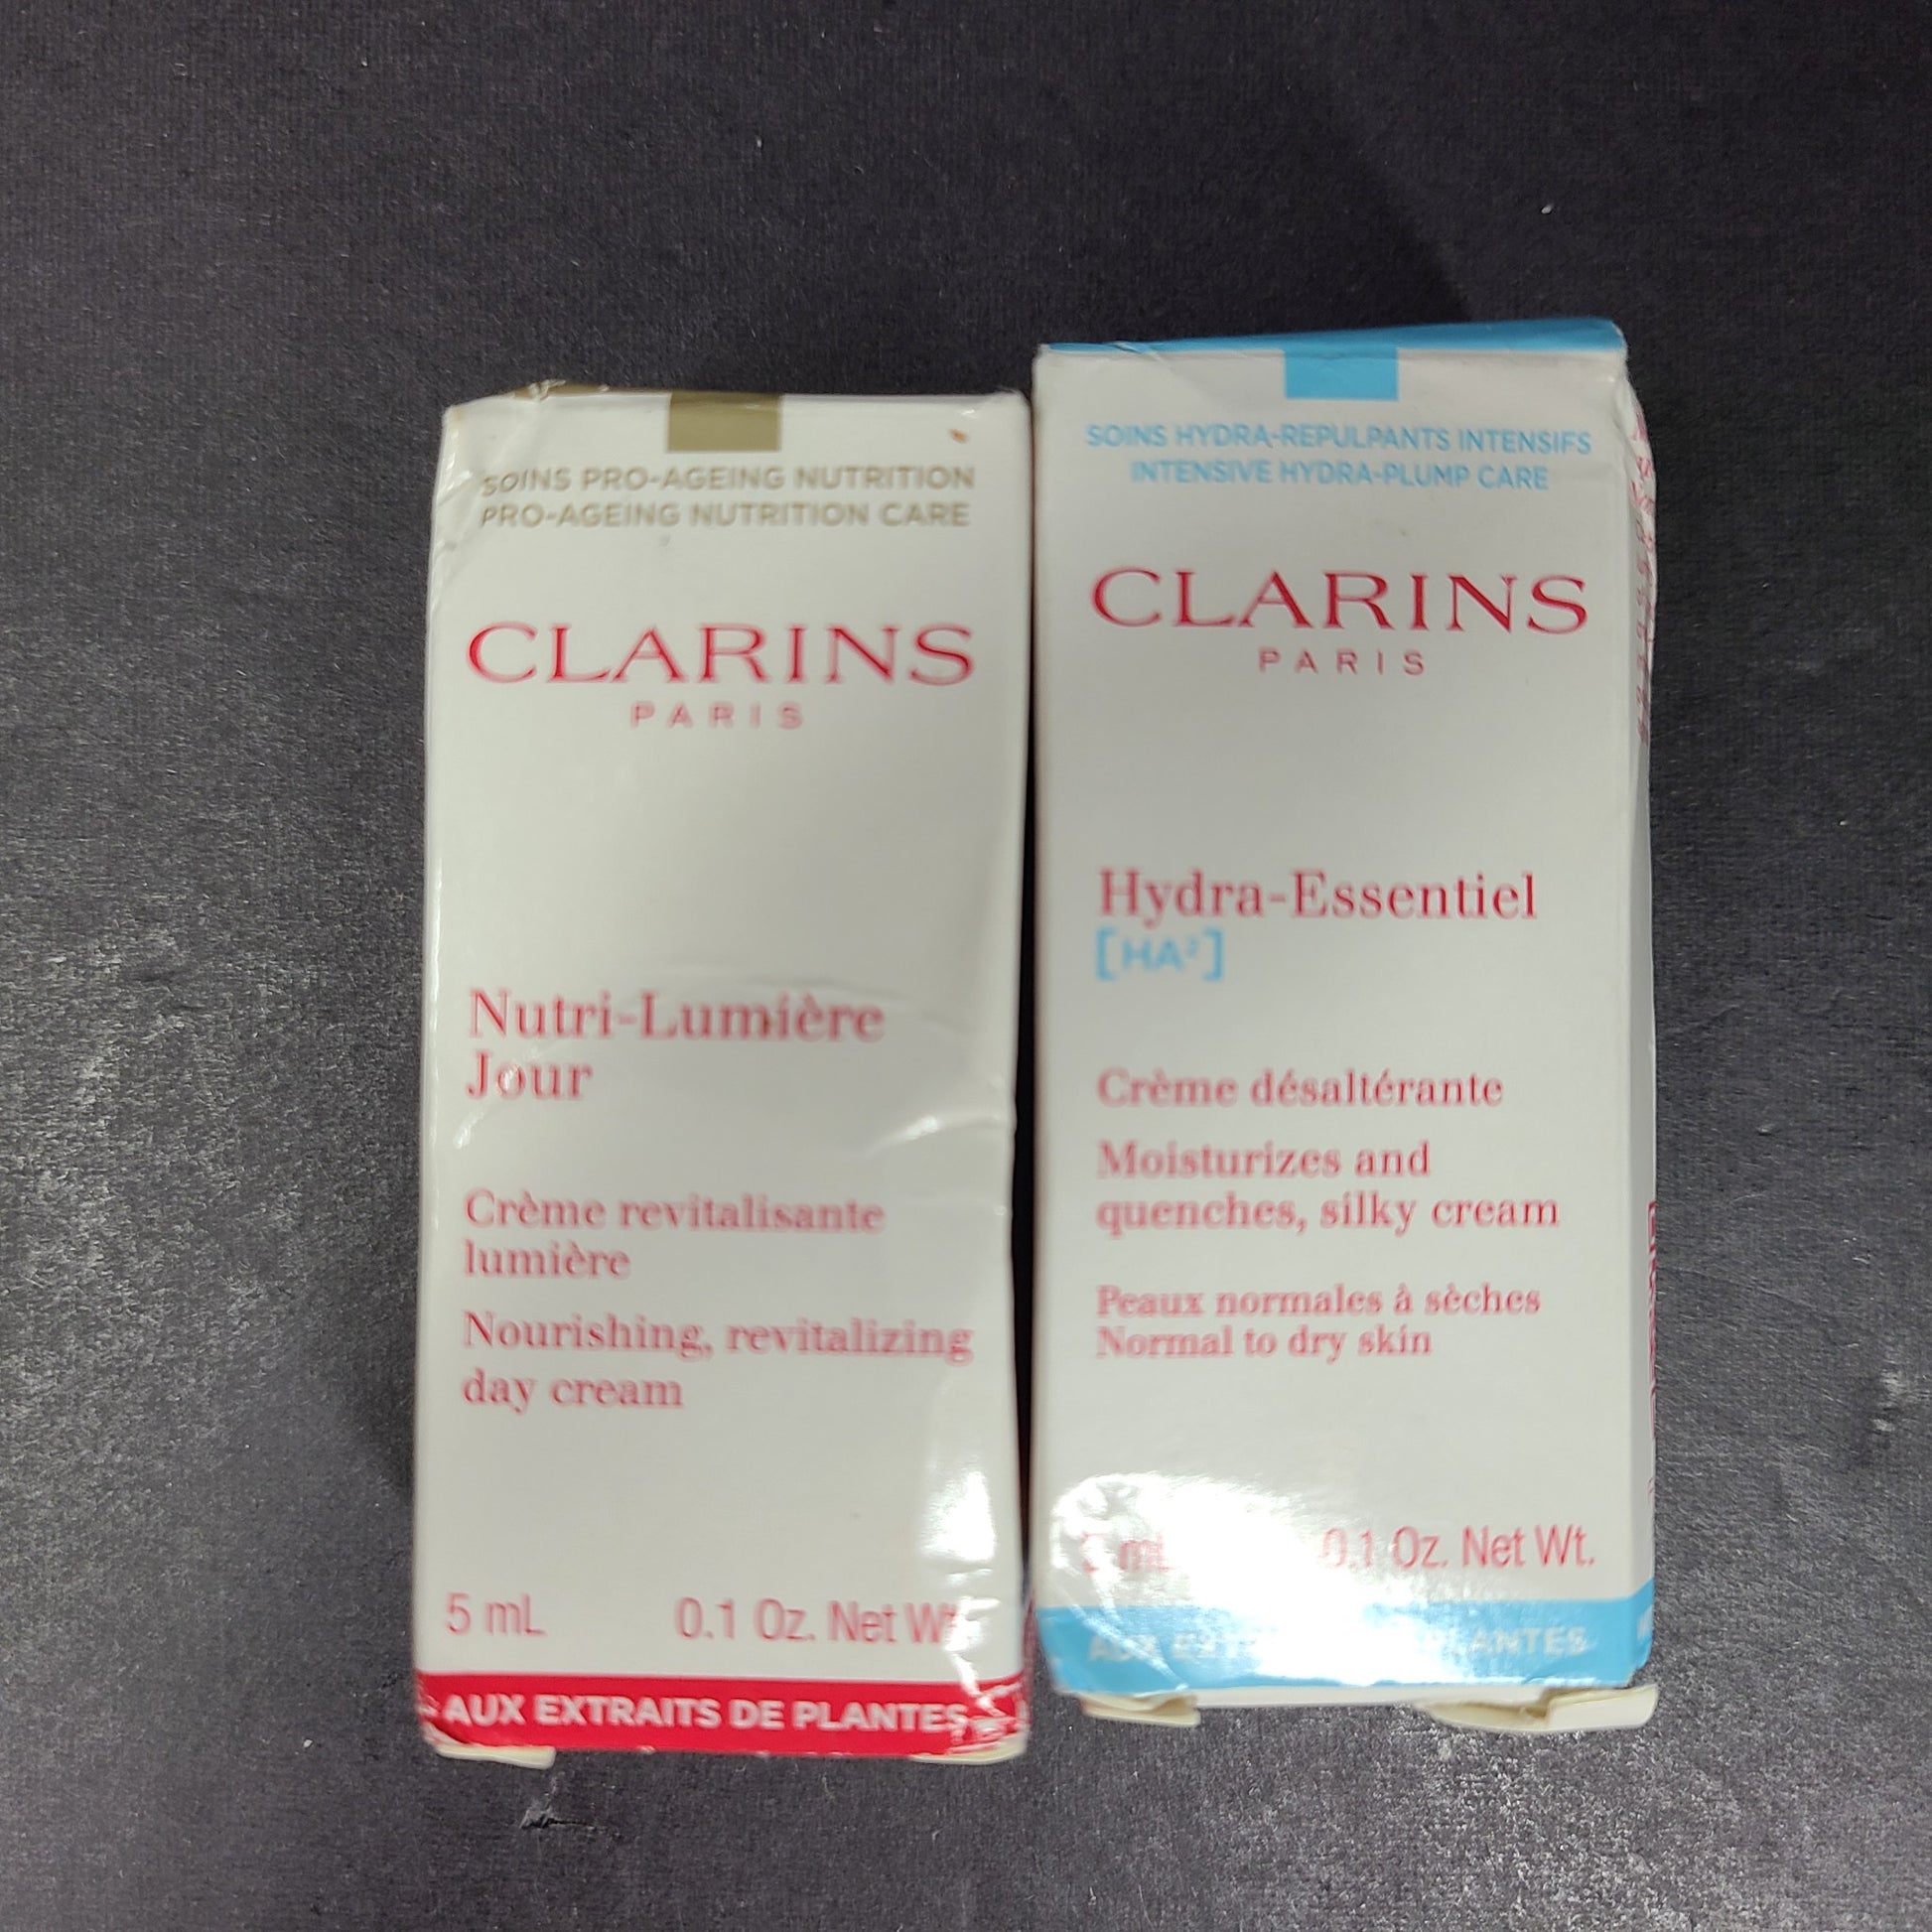 SOINS PRO-AGEING NUTRITION
PRO-AGEING NUTRITION CARE
CLARINS
PARIS
Nutri-Lumière
Jour
Crème revitalisante
lumière
Nourishing, revitalizing
day cream
5 mL 0.1 Oz. Net
AUX EXTRAITS DE PLANTES
SOINS HYDRA-REPULPANTS INTENSIFS
INTENSIVE HYDRA-PLUMP CARE
CLARINS
PARIS
Hydra-Essentiel
[HA²]
Crème désaltérante
Moisturizes and
quenches, silky cream
Peaux normales à sèches
Normal to dry skin
mL 0.1 Oz. Net Wt.
PLANTES